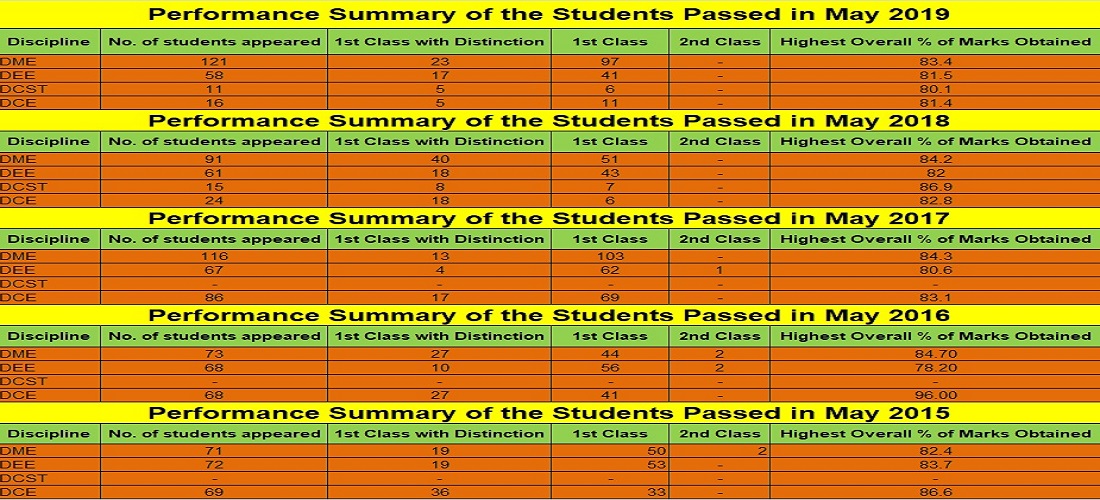 Performance Summary of the Students Passed in May 2019
Discipline No. of students appeared 1st Class with Distinction 1st Class 2nd Class Highest Overall % of Marks Obtained
DME 121 23 97 - 83.4
DEE 58 17 41 - 81.5
DCST 11 5 6 - 80.1
DCE 16 5 11 - 81.4
Performance Summary of the Students Passed in May 2018
Discipline No. of students appeared 1st Class with Distinction 1st Class 2nd Class Highest Overall % of Marks Obtained
DME 91 40 51 - 84.2
DEE 61 18 43 - 82
DCST 15 8 7 - 86.9
DCE 24 18 6 - 82.8
Performance Summary of the Students Passed in May 2017
Discipline No. of students appeared 1st Class with Distinction 1st Class 2nd Class Highest Overall % of Marks Obtained
DME 116 13 103 - 84.3
DEE 67 4 62 1 80.6
DCST - - - - -
DCE 86 17 69 - 83.1
Performance Summary of the Students Passed in May 2016
Discipline No. of students appeared 1st Class with Distinction 1st Class 2nd Class Highest Overall % of Marks Obtained
DME 73 27 44 2 84.70
DEE 68 10 56 2 78.20
DCST - - - - -
DCE 68 27 41 - 96.00
Performance Summary of the Students Passed in May 2015
Discipline No. of students appeared 1st Class with Distinction 1st Class 2nd Class Highest Overall % of Marks Obtained
DME 71 19 50 2 82.4
DEE 72 19 53 - 83.7
DCST - - - - -
DCE 69 36 33 - 86.6